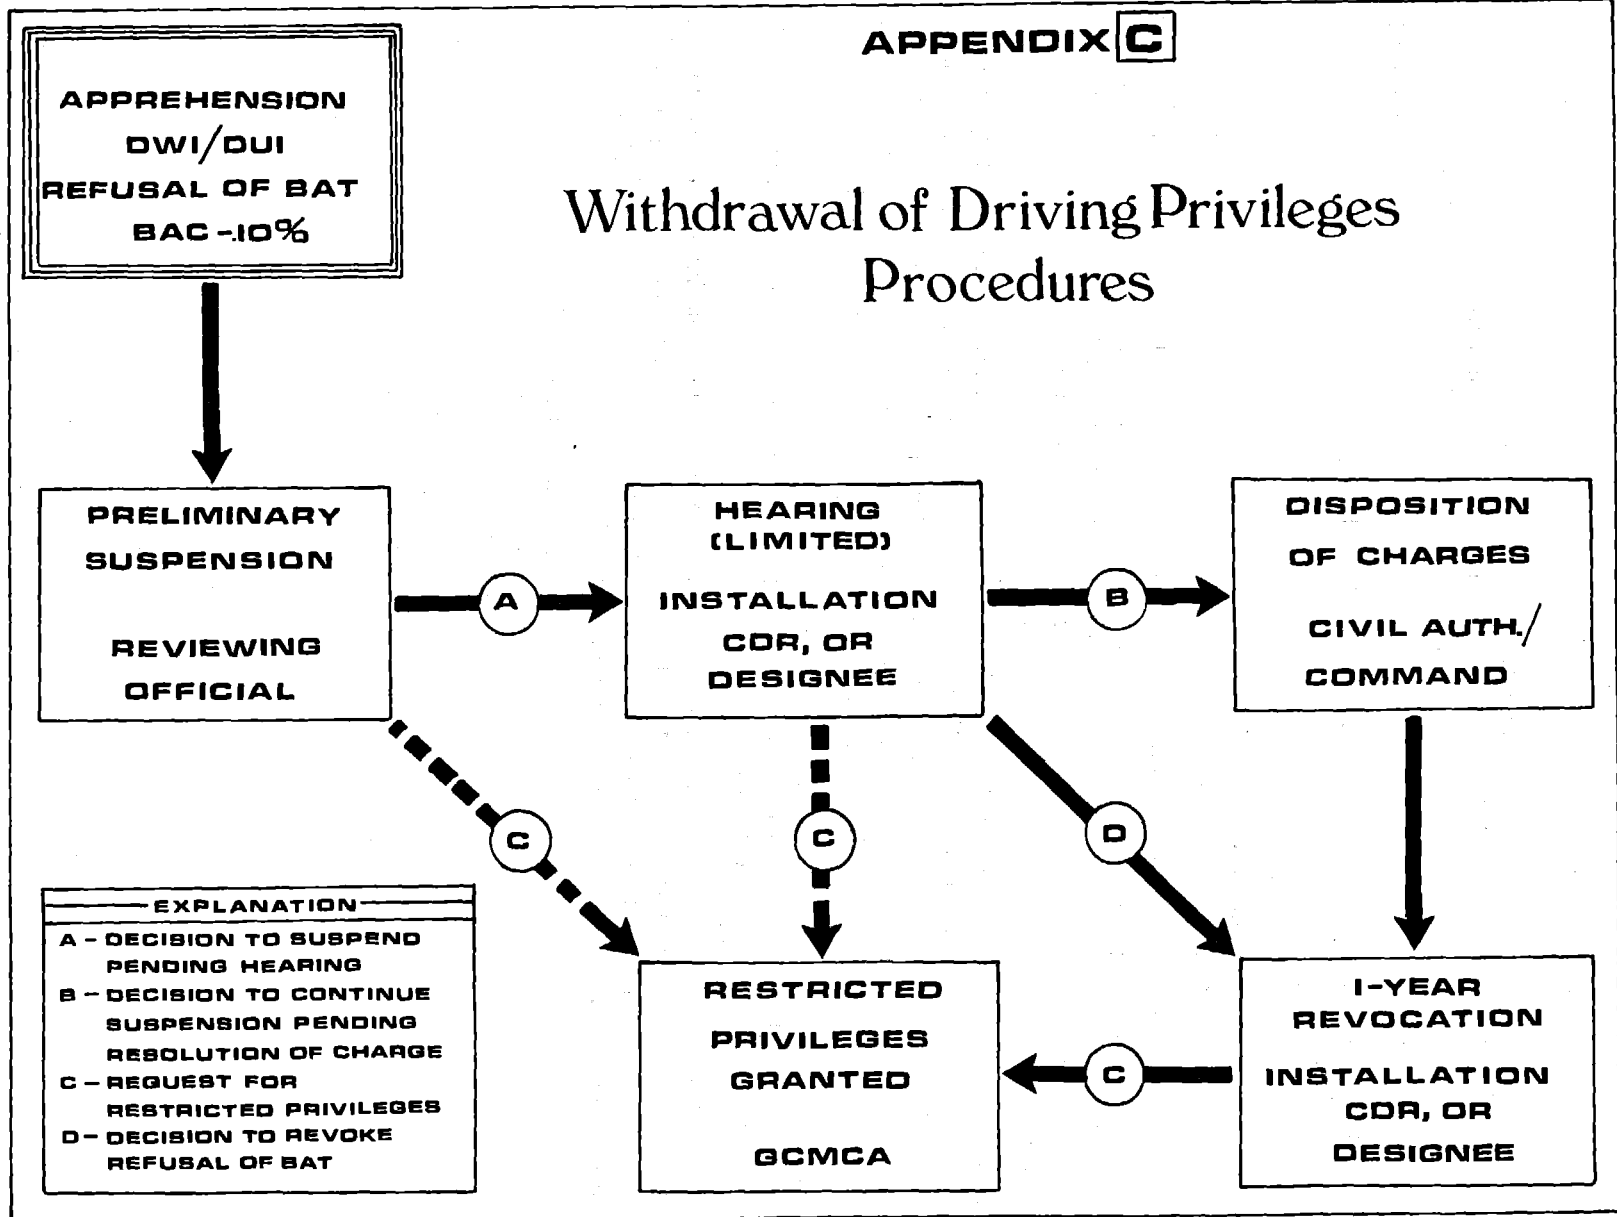 APPENDIX C
Withdrawal of Driving Privileges
Procedures
APPREHENSION
DWI/DUI
REFUSAL OF BAT
BAC-.10%
PRELIMINARY
SUSPENSION
REVIEWING
OFFICIAL
A
HEARING
(LIMITED)
INSTALLATION
CDR, OR
DESIGNEE
B
DISPOSITION
OF CHARGES
CIVIL AUTH./
COMMAND
C
C
D
EXPLANATION
A - DECISION TO SUSPEND
PENDING HEARING
B - DECISION TO CONTINUE
SUSPENSION PENDING
RESOLUTION OF CHARGE
C - REQUEST FOR
RESTRICTED PRIVILEGES
D - DECISION TO REVOKE
REFUSAL OF BAT
RESTRICTED
PRIVILEGES
GRANTED
GCMCA
C
1-YEAR
REVOCATION
INSTALLATION
CDR, OR
DESIGNEE